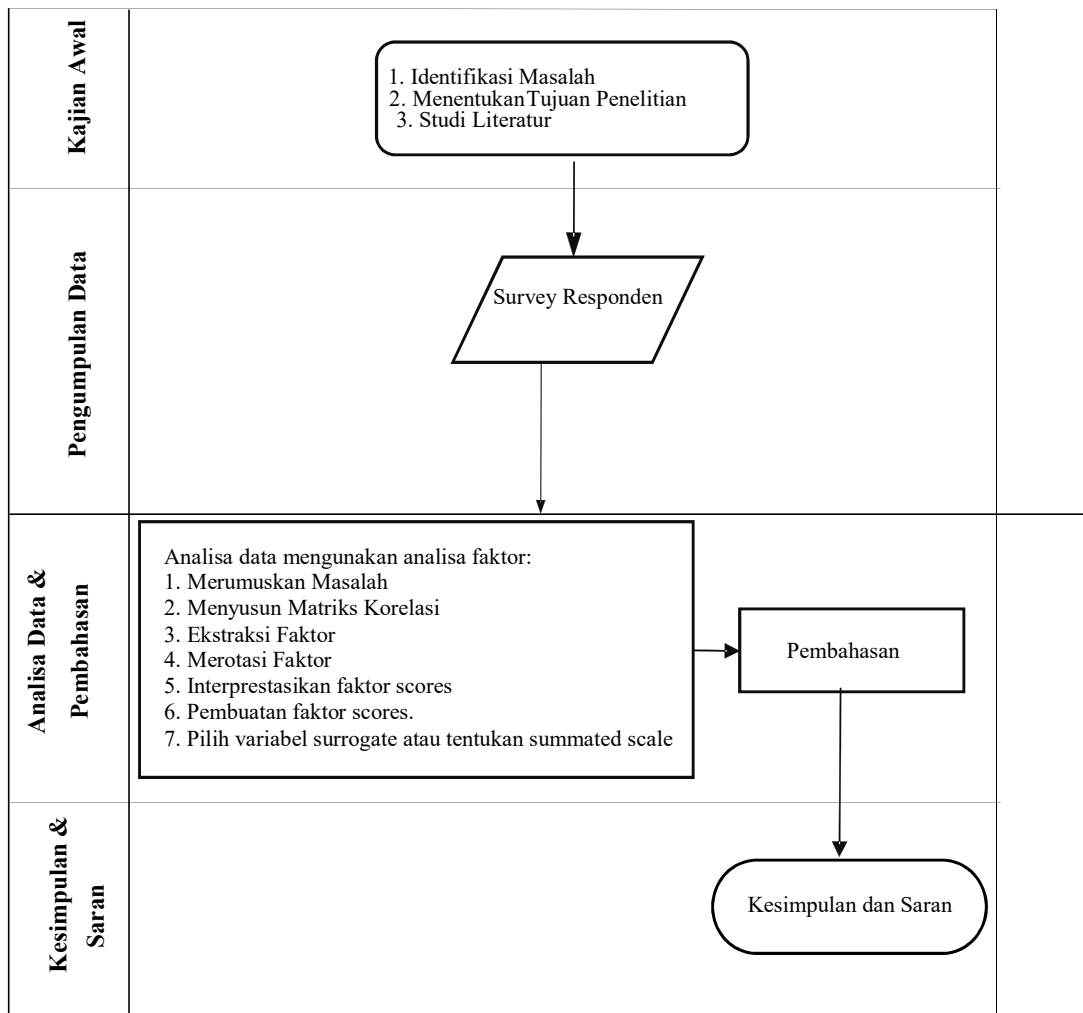 Kajian Awal
1. Identifikasi Masalah
2. Menentukan Tujuan Penelitian
3. Studi Literatur
Pengumpulan Data
Survey Responden
Analisa Data &
Pembahasan
Analisa data mengunakan analisa faktor:
1. Merumuskan Masalah
2. Menyusun Matriks Korelasi
3. Ekstraksi Faktor
4. Merotasi Faktor
5. Interprestasikan faktor scores
6. Pembuatan faktor scores.
7. Pilih variabel surrogate atau tentukan summated scale
Pembahasan
Kesimpulan &
Saran
Kesimpulan dan Saran